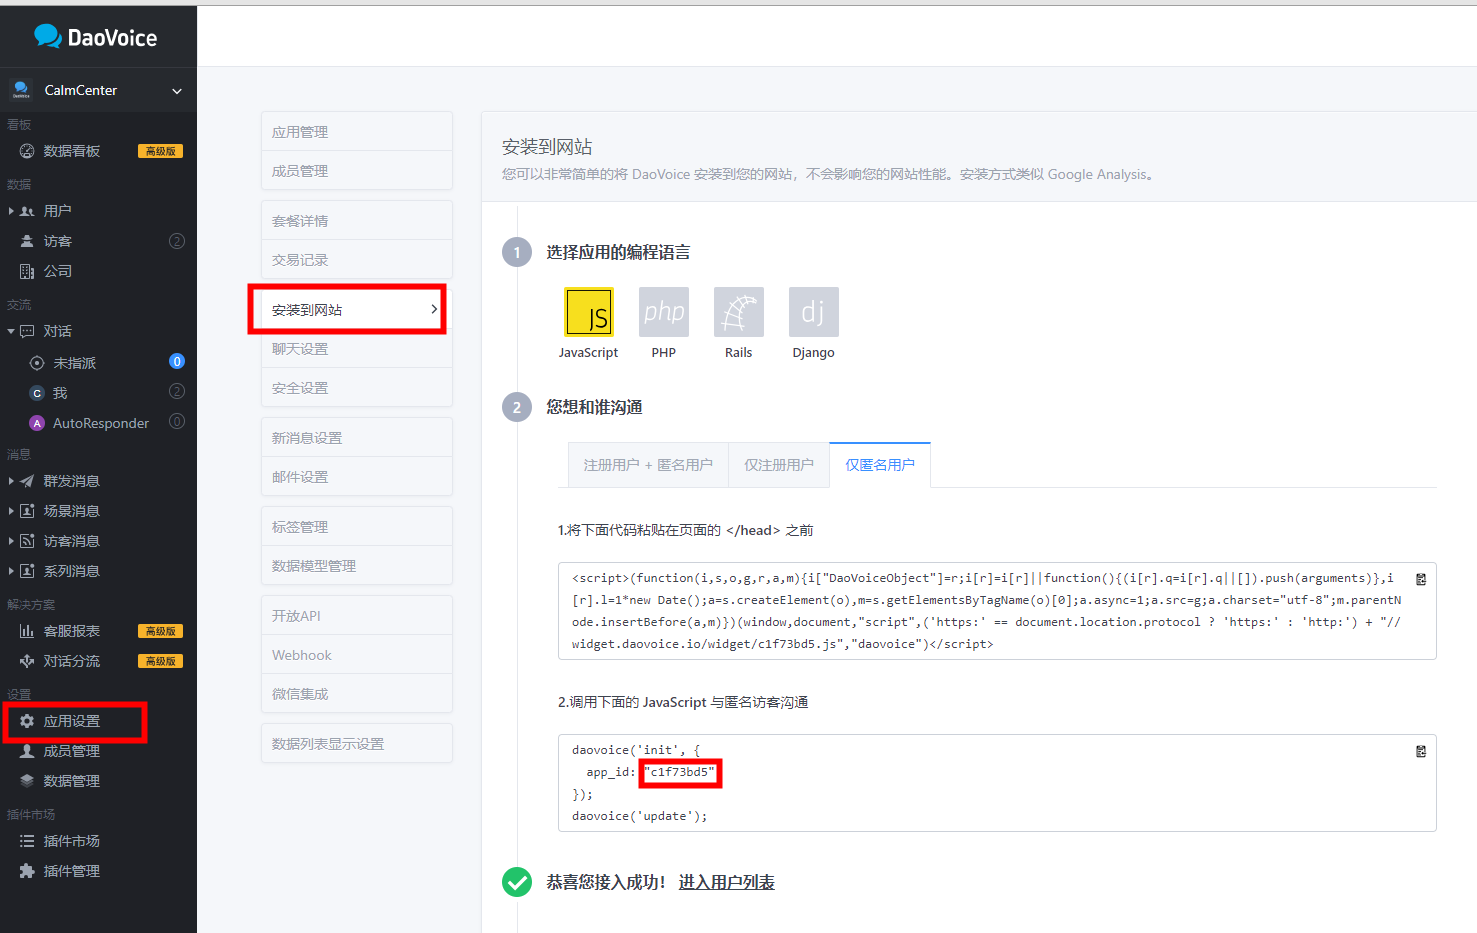 DaoVoice
CalmCenter
看板
数据看板 高级版
数据
用户
访客 2
公司
交流
对话
未指派 0
C 我 2
A AutoResponder 0
消息
群发消息
场景消息
访客消息
系列消息
解决方案
客服报表 高级版
对话分流 高级版
设置
应用设置
成员管理
数据管理
插件市场
插件市场
插件管理
应用管理
成员管理
套餐详情
交易记录
安装到网站
聊天设置
安全设置
新消息设置
邮件设置
标签管理
数据模型管理
开放API
Webhook
微信集成
数据列表显示设置
安装到网站
您可以非常简单的将 DaoVoice 安装到您的网站，不会影响您的网站性能。安装方式类似 Google Analysis。
1 选择应用的编程语言
JS php dj
JavaScript PHP Rails Django
2 您想和谁沟通
注册用户 + 匿名用户 仅注册用户 仅匿名用户
1.将下面代码粘贴在页面的 </head> 之前
<script>(function(i,s,o,g,r,a,m){i["DaoVoiceObject"]=r;i[r]=i[r]||function(){(i[r].q=i[r].q||[]).push(arguments)},i
[r].l=1*new Date();a=s.createElement(o),m=s.getElementsByTagName(o)[0];a.async=1;a.src=g;a.charset="utf-8";m.parentN
ode.insertBefore(a,m)})(window,document,"script",('https:' == document.location.protocol ? 'https:' : 'http:') + "//
widget.daovoice.io/widget/c1f73bd5.js","daovoice")</script>
2.调用下面的 JavaScript 与匿名访客沟通
daovoice('init', {
app_id: "c1f73bd5"
});
daovoice('update');
恭喜您接入成功！ 进入用户列表